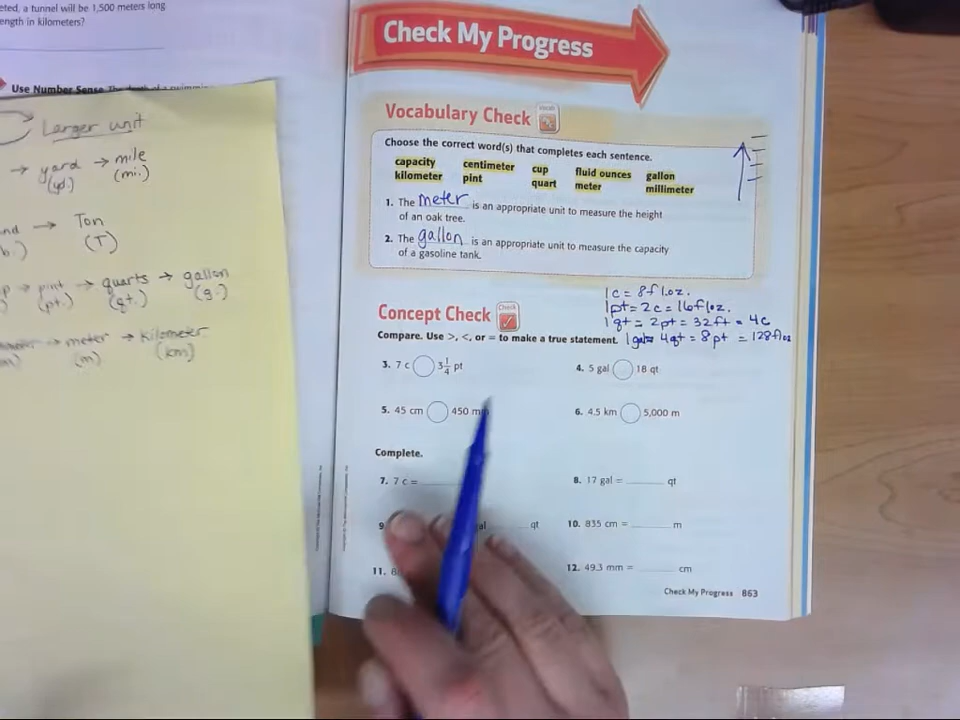 eted, a tunnel will be 1,500 meters long
ength in kilometers?
Use Number Sense
Larger unit
→ yard → mile
(yd.) (mi.)
→ Ton
(T)
→ pint → quarts → gallon
(pt.) (qt.) (g.)
→ meter → kilometer
(m) (km)
Check My Progress
Vocabulary Check
Choose the correct word(s) that completes each sentence.
capacity centimeter cup fluid ounces gallon
kilometer pint quart meter millimeter
1. The meter is an appropriate unit to measure the height
of an oak tree.
2. The gallon is an appropriate unit to measure the capacity
of a gasoline tank.
1c = 8fl.oz.
1pt = 2c = 16floz.
1qt = 2pt = 32ft = 4c
1gal = 4qt = 8pt = 128floz
Concept Check
Check
Compare. Use >, <, or = to make a true statement.
3. 7 c 3 1/4 pt 4. 5 gal 18 qt
5. 45 cm 450 m 6. 4.5 km 5,000 m
Complete.
7. 7 c = 8. 17 gal = qt
9 qt 10. 835 cm = m
11. 12. 49.3 mm = cm
Check My Progress 863